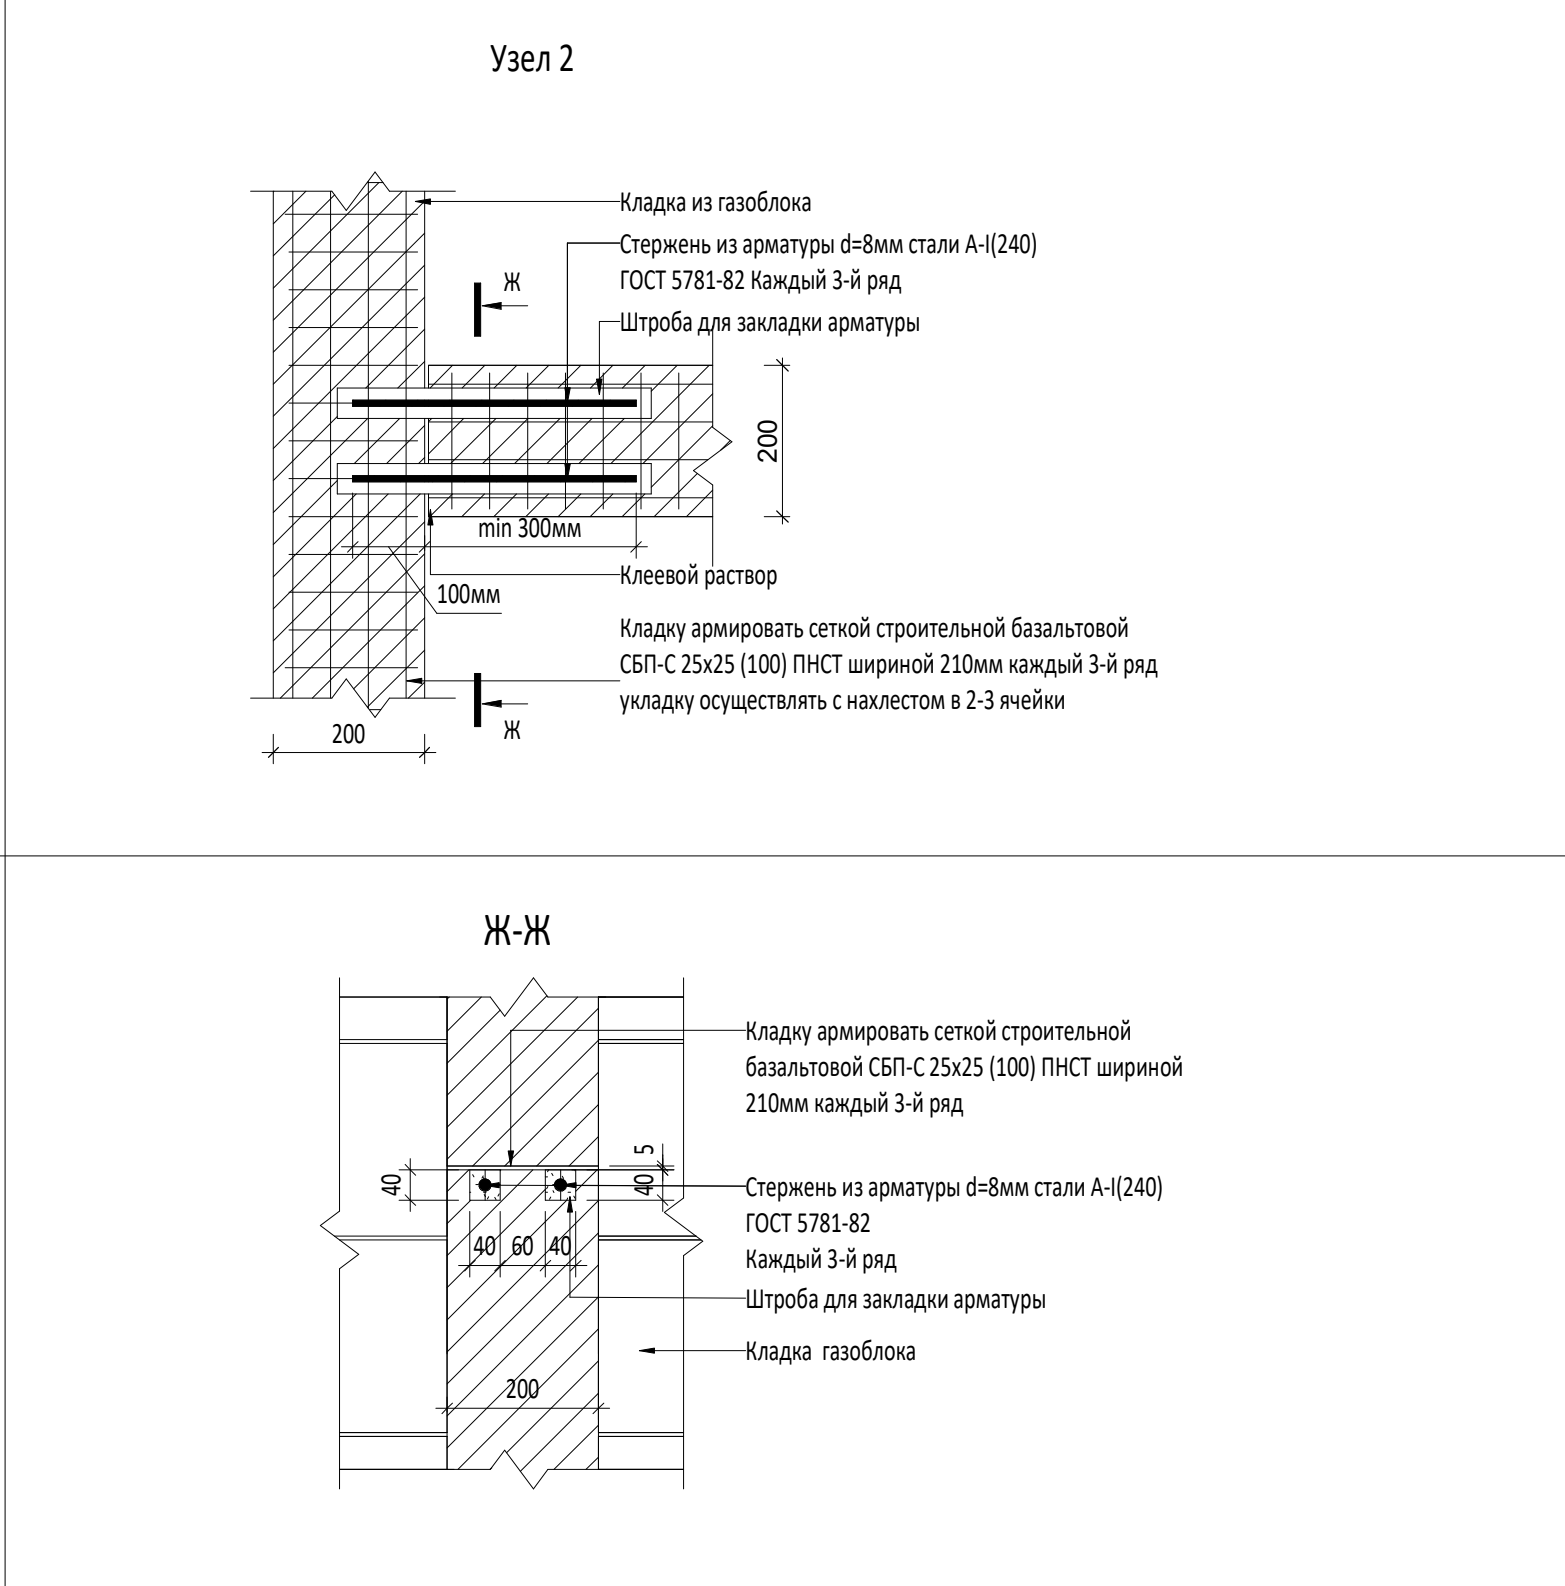 Узел 2
Кладка из газоблока
Стержень из арматуры d=8мм стали А-I(240)
ГОСТ 5781-82 Каждый 3-й ряд
Ж
Штроба для закладки арматуры
200
min 300мм
Клеевой раствор
100мм
Кладку армировать сеткой строительной базальтовой
СБП-С 25х25 (100) ПНСТ шириной 210мм каждый 3-й ряд
укладку осуществлять с нахлестом в 2-3 ячейки
Ж
200
Ж-Ж
Кладку армировать сеткой строительной
базальтовой СБП-С 25х25 (100) ПНСТ шириной
210мм каждый 3-й ряд
5
40
40
Стержень из арматуры d=8мм стали А-I(240)
ГОСТ 5781-82
Каждый 3-й ряд
40 60 40
Штроба для закладки арматуры
Кладка газоблока
200